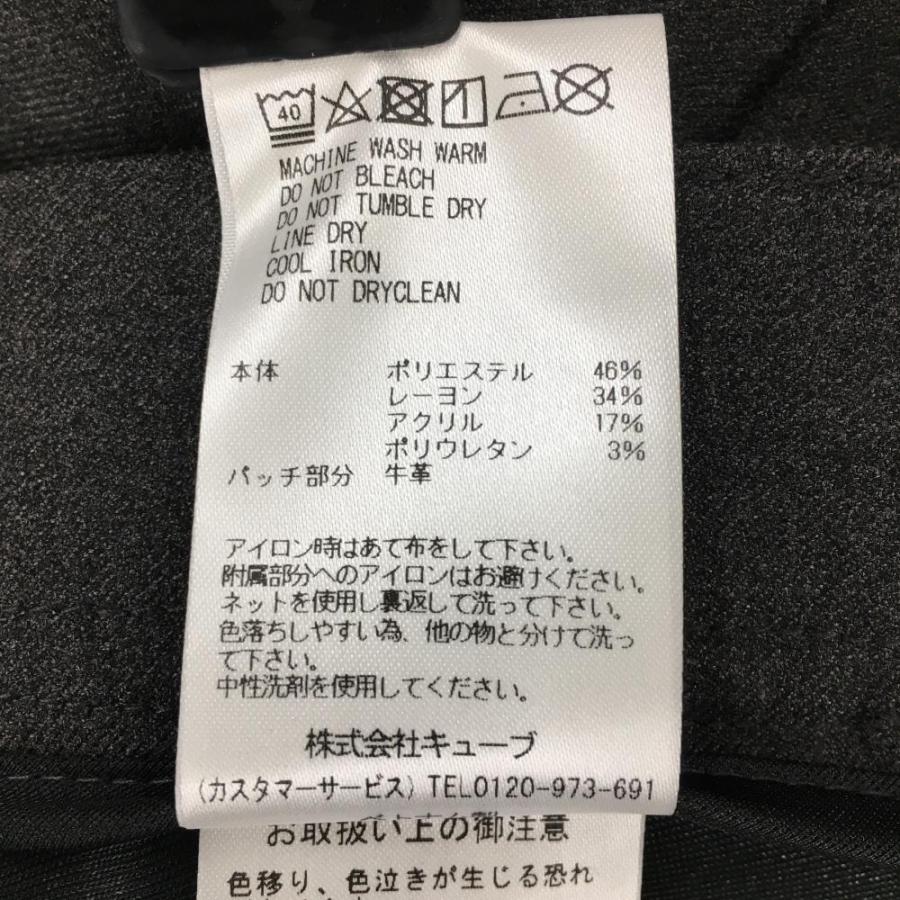 40
MACHINE WASH WARM
DO NOT BLEACH
DO NOT TUMBLE DRY
LINE DRY
COOL IRON
DO NOT DRYCLEAN
本体 ポリエステル 46%
レーヨン 34%
アクリル 17%
ポリウレタン 3%
パッチ部分 牛革
アイロン時はあて布をして下さい。
附属部分へのアイロンはお避けください。
ネットを使用し裏返して洗って下さい。
色落ちしやすい為、他の物と分けて洗っ
て下さい。
中性洗剤を使用してください。
株式会社キューブ
(カスタマーサービス) TEL0120-973-691
お取扱い上の御注意
色移り、色泣きが生じる恐れ